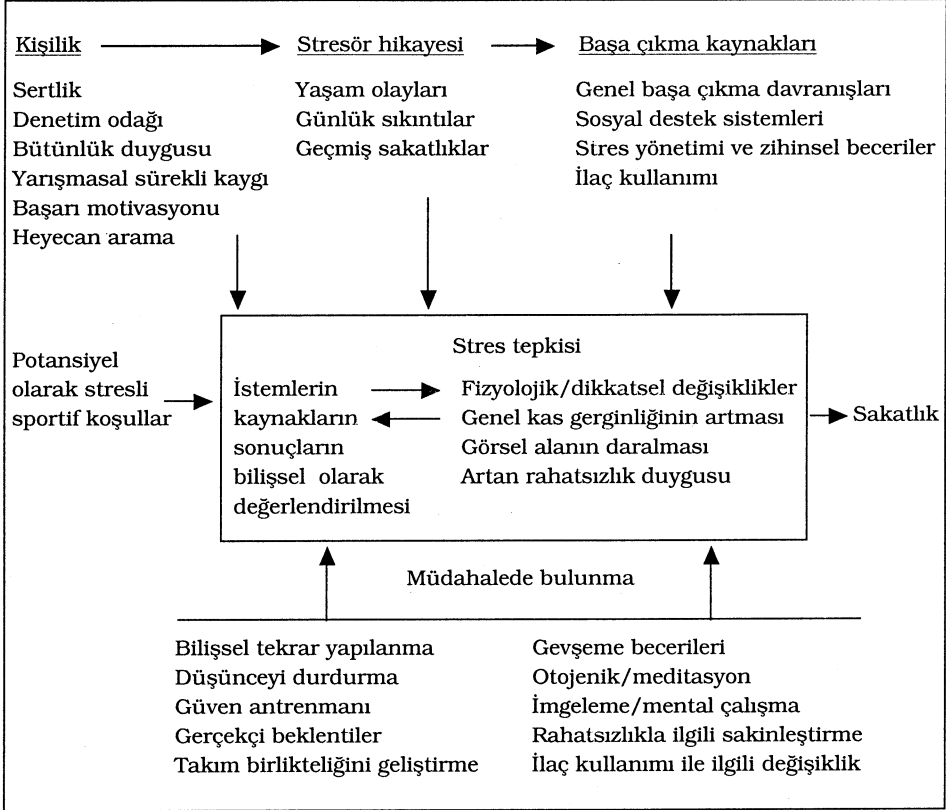 Kişilik
Stresör hikayesi
Başa çıkma kaynakları
Sertlik
Denetim odağı
Bütünlük duygusu
Yarışmasal sürekli kaygı
Başarı motivasyonu
Heyecan arama
Yaşam olayları
Günlük sıkıntılar
Geçmiş sakatlıklar
Genel başa çıkma davranışları
Sosyal destek sistemleri
Stres yönetimi ve zihinsel beceriler
İlaç kullanımı
Potansiyel
olarak stresli
sportif koşullar
Stres tepkisi
İstemlerin
kaynakların
sonuçların
bilişsel olarak
değerlendirilmesi
Fizyolojik/dikkatsel değişiklikler
Genel kas gerginliğinin artması
Görsel alanın daralması
Artan rahatsızlık duygusu
Sakatlık
Müdahalede bulunma
Bilişsel tekrar yapılanma
Düşünceyi durdurma
Güven antrenmanı
Gerçekçi beklentiler
Takım birlikteliğini geliştirme
Gevşeme becerileri
Otojenik/meditasyon
İmgeleme/mental çalışma
Rahatsızlıkla ilgili sakinleştirme
İlaç kullanımı ile ilgili değişiklik